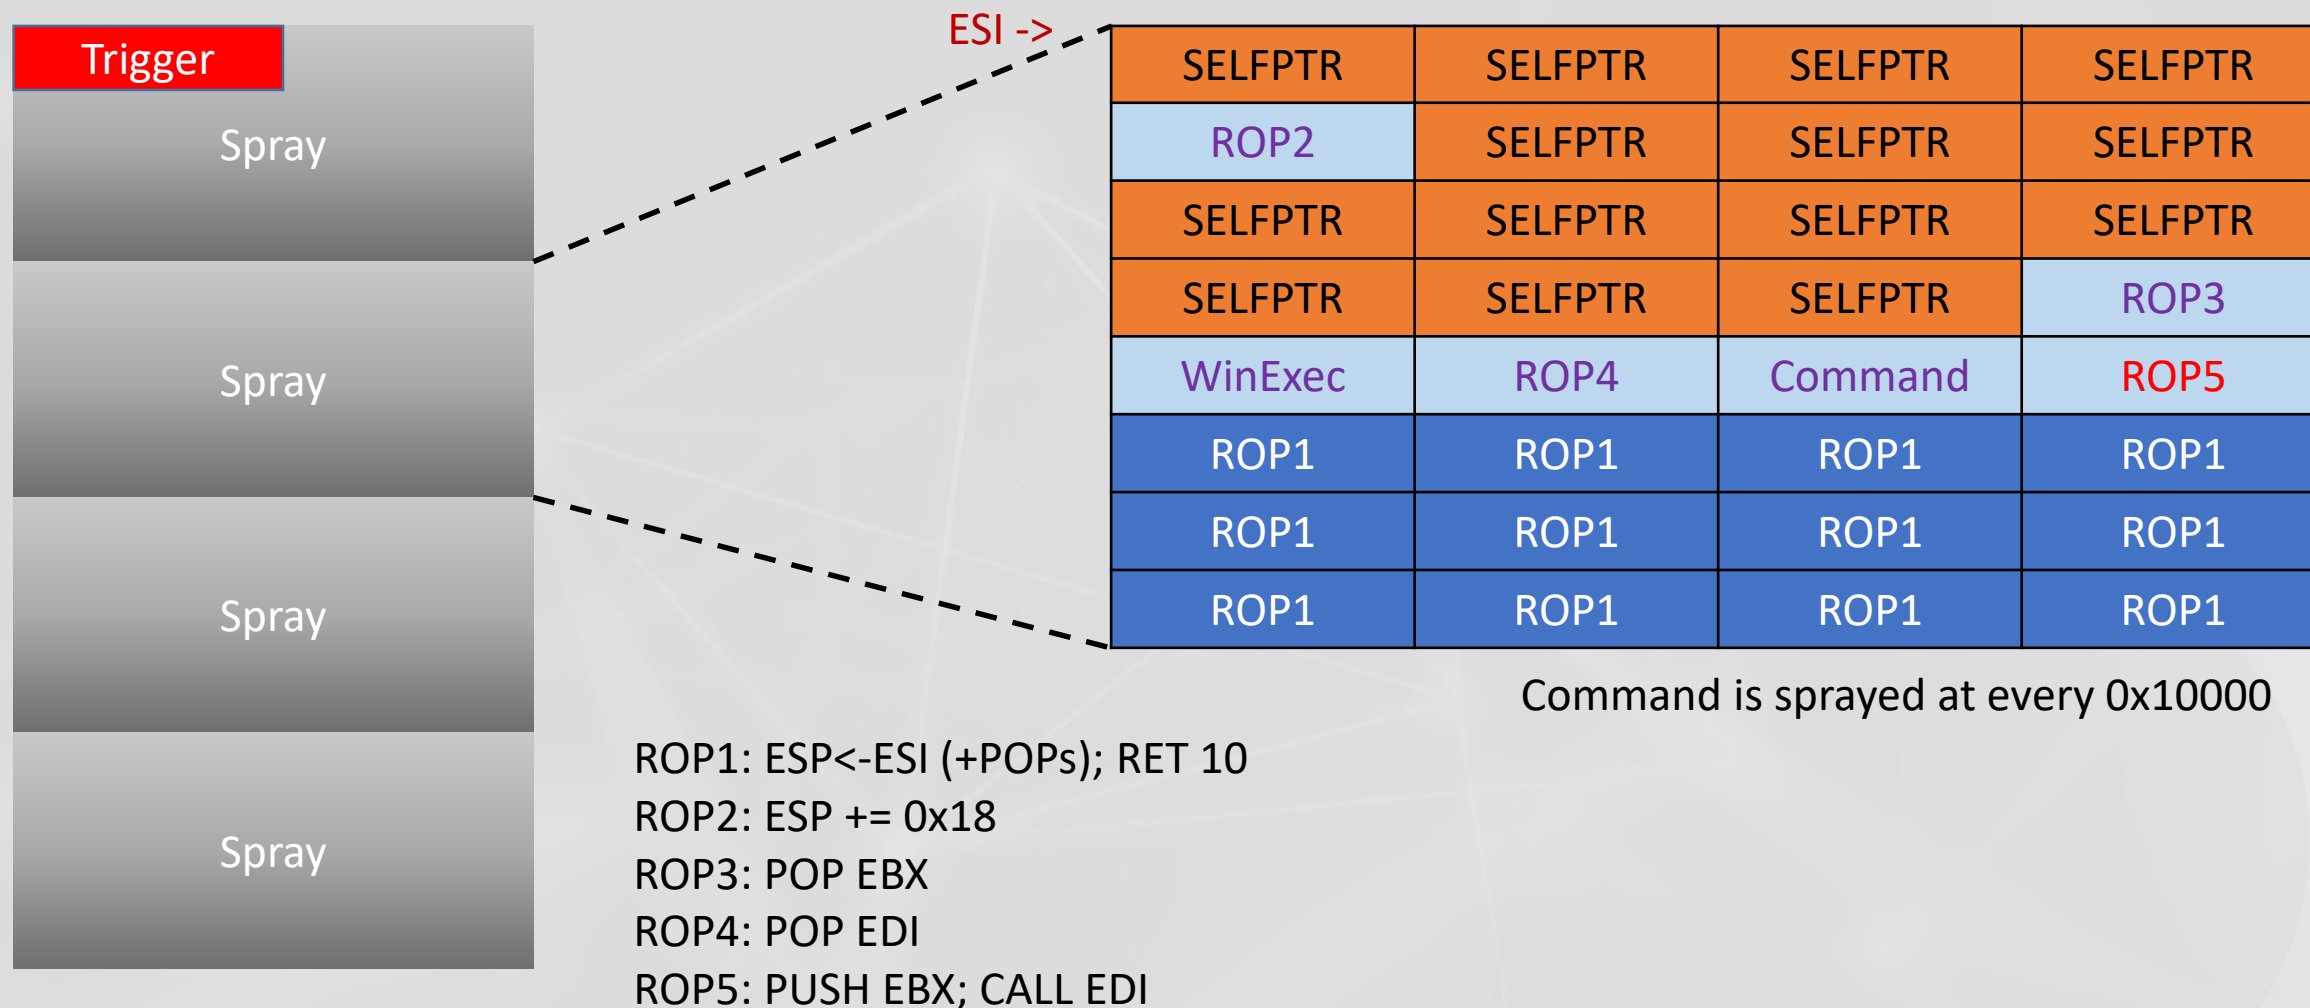 Trigger
Spray
Spray
Spray
Spray
ESI ->
SELFPTR SELFPTR SELFPTR SELFPTR
ROP2 SELFPTR SELFPTR SELFPTR
SELFPTR SELFPTR SELFPTR SELFPTR
SELFPTR SELFPTR SELFPTR ROP3
WinExec ROP4 Command ROP5
ROP1 ROP1 ROP1 ROP1
ROP1 ROP1 ROP1 ROP1
ROP1 ROP1 ROP1 ROP1
Command is sprayed at every 0x10000
ROP1: ESP<-ESI (+POPs); RET 10
ROP2: ESP += 0x18
ROP3: POP EBX
ROP4: POP EDI
ROP5: PUSH EBX; CALL EDI